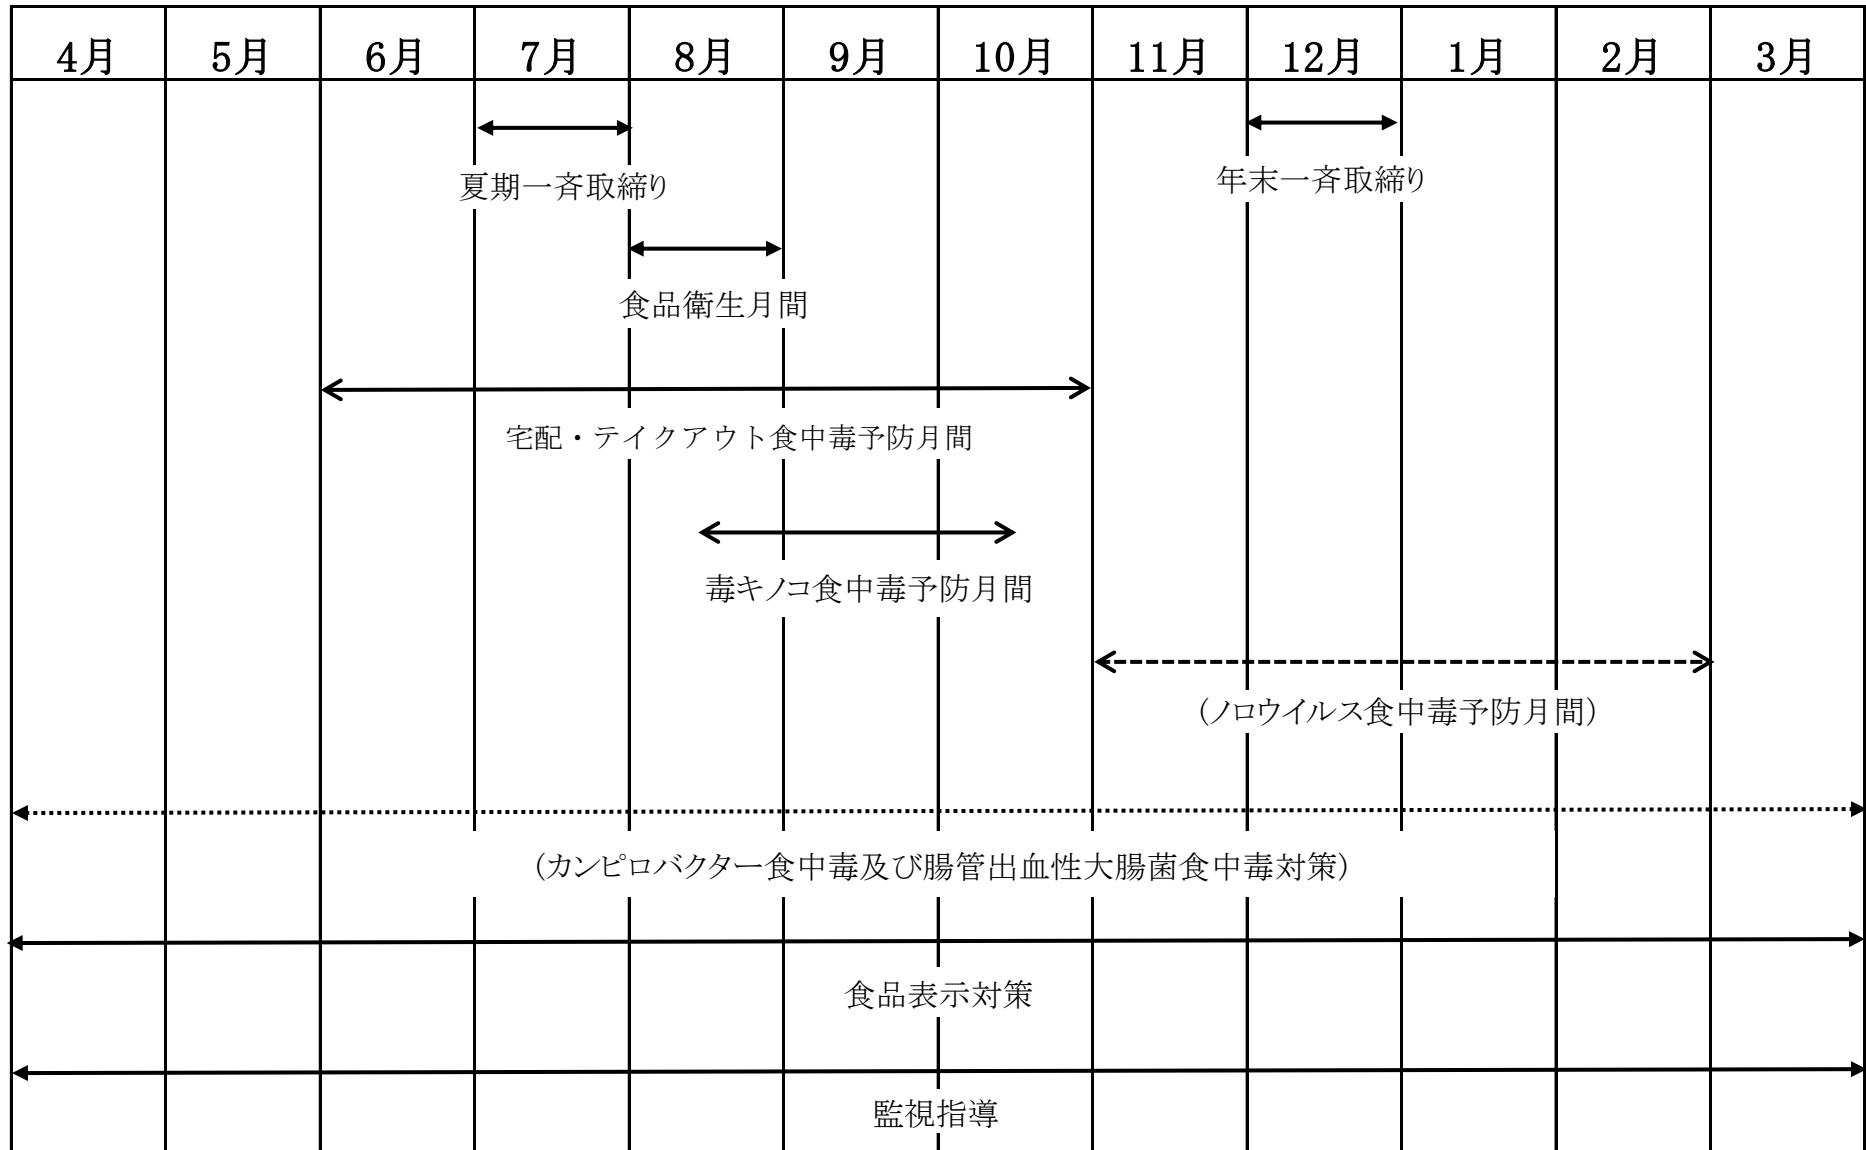 4月 5月 6月 7月 8月 9月 10月 11月 12月 1月 2月 3月
夏期一斉取締り
年末一斉取締り
食品衛生月間
宅配・テイクアウト食中毒予防月間
毒キノコ食中毒予防月間
(ノロウイルス食中毒予防月間)
(カンピロバクター食中毒及び腸管出血性大腸菌食中毒対策)
食品表示対策
監視指導